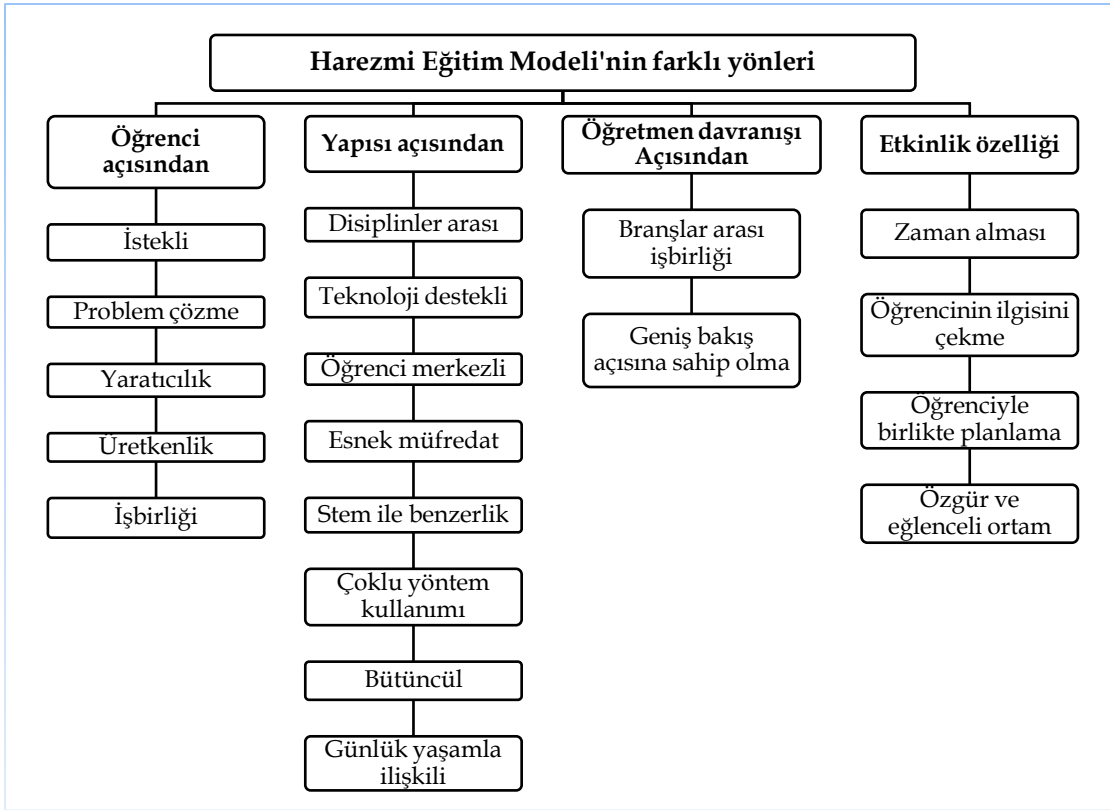 Harezmi Eğitim Modeli'nin farklı yönleri
Öğrenci
açısından
İstekli
Problem çözme
Yaratıcılık
Üretkenlik
İşbirliği
Yapısı açısından
Disiplinler arası
Teknoloji destekli
Öğrenci merkezli
Esnek müfredat
Stem ile benzerlik
Çoklu yöntem
kullanımı
Bütüncül
Günlük yaşamla
ilişkili
Öğretmen davranışı
Açısından
Branşlar arası
işbirliği
Geniş bakış
açısına sahip olma
Etkinlik özelliği
Zaman alması
Öğrencinin ilgisini
çekme
Öğrenciyle
birlikte planlama
Özgür ve
eğlenceli ortam